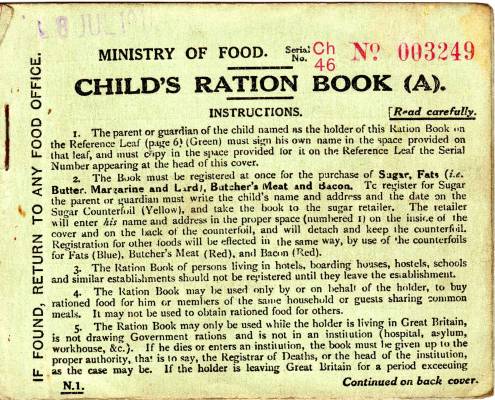 8 JUL 191
MINISTRY OF FOOD. Serial No. Ch 46 Nº 003249
CHILD'S RATION BOOK (A).
INSTRUCTIONS. [Read carefully.
1. The parent or guardian of the child named as the holder of this Ration Book on
the Reference Leaf (page 6) (Green) must sign his own name in the space provided on
that leaf, and must copy in the space provided for it on the Reference Leaf the Serial
Number appearing at the head of this cover.
2. The Book must be registered at once for the purchase of Sugar, Fats (i.e.
Butter, Margarine and Lard), Butcher's Meat and Bacon. To register for Sugar
the parent or guardian must write the child's name and address and the date on the
Sugar Counterfoil (Yellow), and take the book to the sugar retailer. The retailer
will enter his name and address in the proper space (numbered 1) on the inside of the
cover and on the back of the counterfoil, and will detach and keep the counterfoil.
Registration for other foods will be effected in the same way, by use of the counterfoils
for Fats (Blue), Butcher's Meat (Red), and Bacon (Red).
3. The Ration Book of persons living in hotels, boarding houses, hostels, schools
and similar establishments should not be registered until they leave the establishment.
4. The Ration Book may be used only by or on behalf of the holder, to buy
rationed food for him or members of the same household or guests sharing common
meals. It may not be used to obtain rationed food for others.
5. The Ration Book may only be used while the holder is living in Great Britain,
is not drawing Government rations and is not in an institution (hospital, asylum,
workhouse, &c.). If he dies or enters an institution, the book must be given up to the
proper authority, that is to say, the Registrar of Deaths, or the head of the institution,
as the case may be. If the holder is leaving Great Britain for a period exceeding
N.1. Continued on back cover.
IF FOUND, RETURN TO ANY FOOD OFFICE.